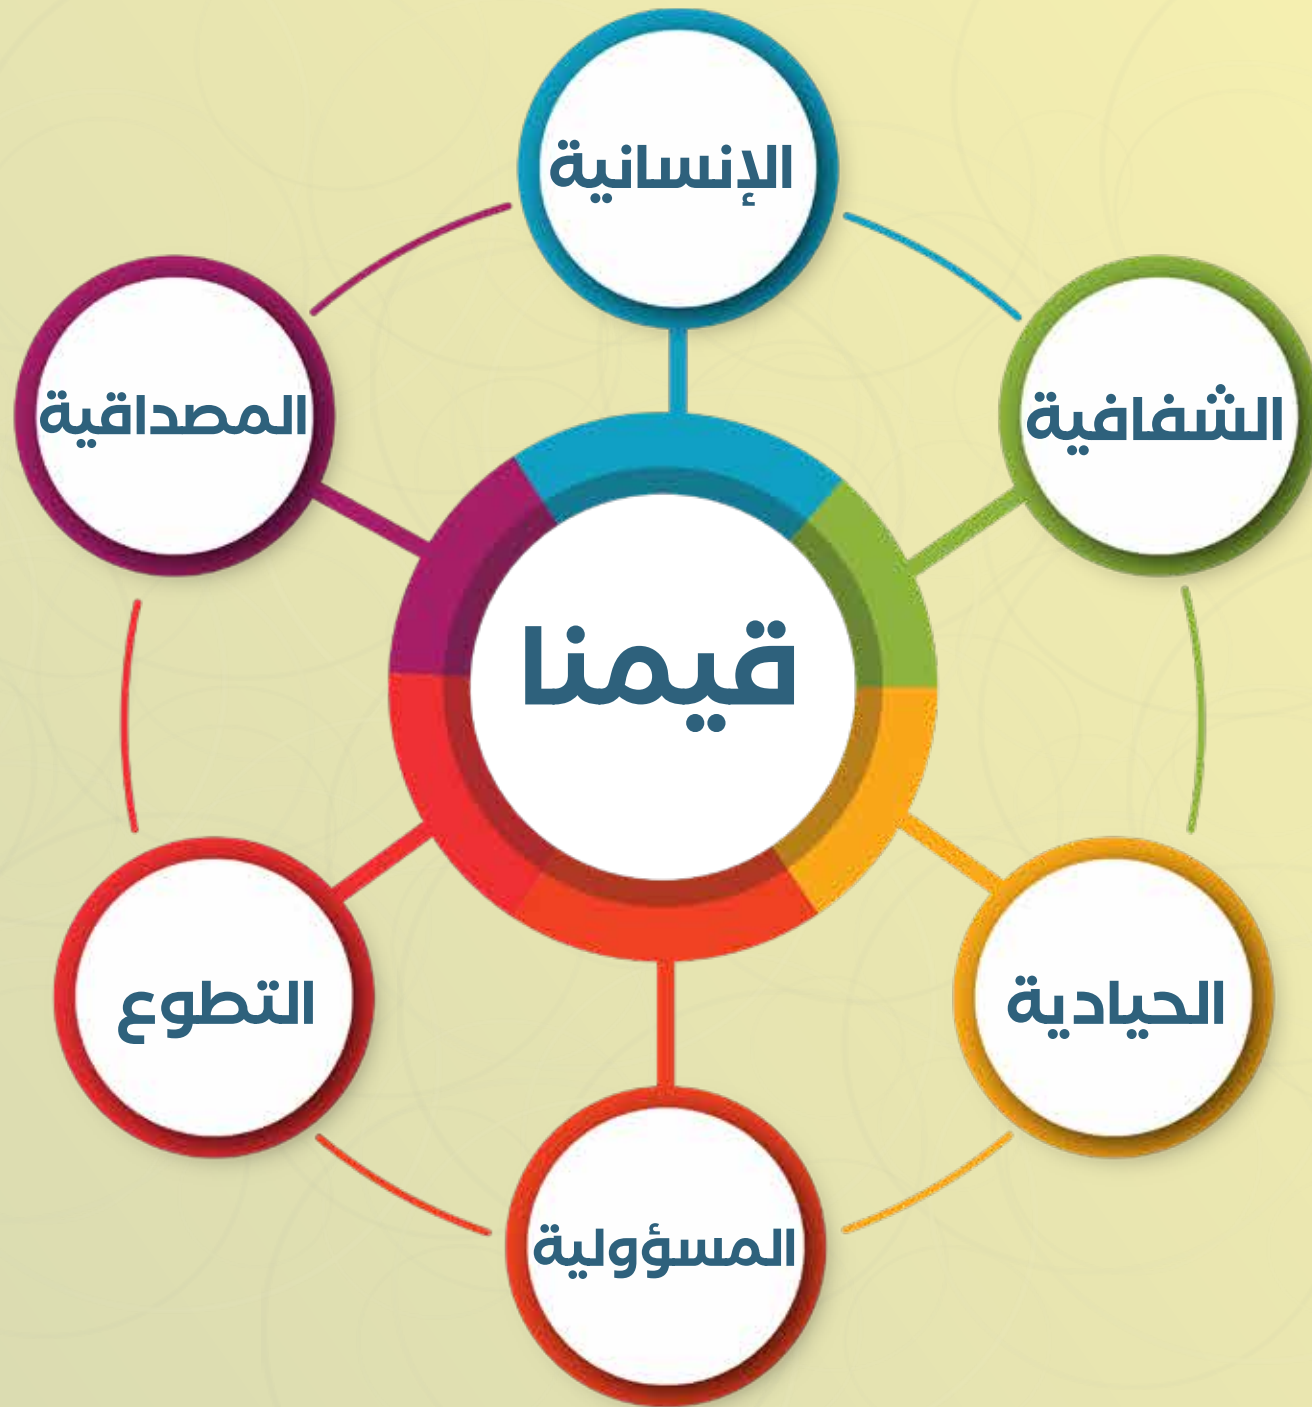 الإنسانية
الشفافية
المصداقية
قيمنا
الحيادية
التطوع
المسؤولية